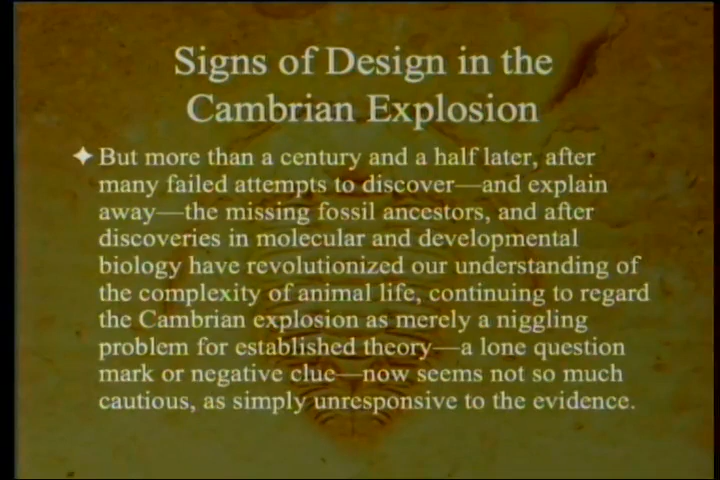 Signs of Design in the
Cambrian Explosion
But more than a century and a half later, after
many failed attempts to discover—and explain
away—the missing fossil ancestors, and after
discoveries in molecular and developmental
biology have revolutionized our understanding of
the complexity of animal life, continuing to regard
the Cambrian explosion as merely a niggling
problem for established theory—a lone question
mark or negative clue—now seems not so much
cautious, as simply unresponsive to the evidence.